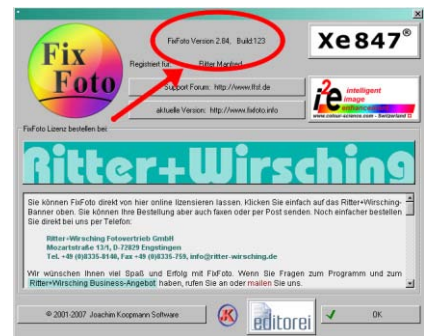 Fix
Foto
FixFoto Version 2.84, Build:123
Xe847®
Registriert für: Ritter Manfred
Support Forum: http://www.ffsf.de
aktuelle Version: http://www.fixfoto.info
i2e intelligent
image
enhancement
www.colour-science.com - Switzerland
FixFoto Lizenz bestellen bei
Ritter+Wirsching
Sie können FixFoto direkt von hier online lizensieren lassen. Klicken Sie einfach auf das Ritter+Wirsching-
Banner oben. Sie können Ihre Bestellung aber auch faxen oder per Post senden. Noch einfacher bestellen
Sie direkt bei uns per Telefon:
Ritter+Wirsching Fotovertrieb GmbH
Mozartstraße 13/1, D-72829 Engstingen
Tel. +49 (0)8335-8140, Fax +49 (0)8335-759, info@ritter-wirsching.de
Wir wünschen Ihnen viel Spaß und Erfolg mit FixFoto. Wenn Sie Fragen zum Programm und zum
Ritter+Wirsching Business-Angebot haben, rufen Sie an oder mailen Sie uns.
© 2001-2007 Joachim Koopmann Software
K
editorei
OK